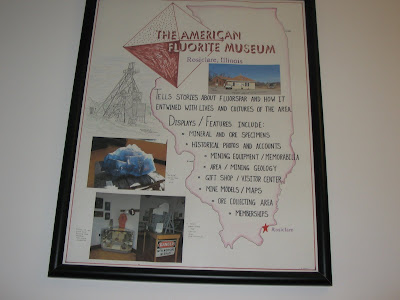 THE AMERICAN
FLUORITE MUSEUM
Rosiclare, Illinois
TELLS STORIES ABOUT FLUORSPAR AND HOW IT
ENTWINED WITH LIVES AND CULTURES OF THE AREA
DISPLAYS / FEATURES INCLUDE:
• MINERAL AND ORE SPECIMENS
• HISTORICAL PHOTOS AND ACCOUNTS
• MINING EQUIPMENT / MEMORABILIA
• AREA / MINING GEOLOGY
• GIFT SHOP / VISITOR CENTER
• MINE MODELS / MAPS
• ORE COLLECTING AREA
• MEMBERSHIPS
Rosiclare
DANGER